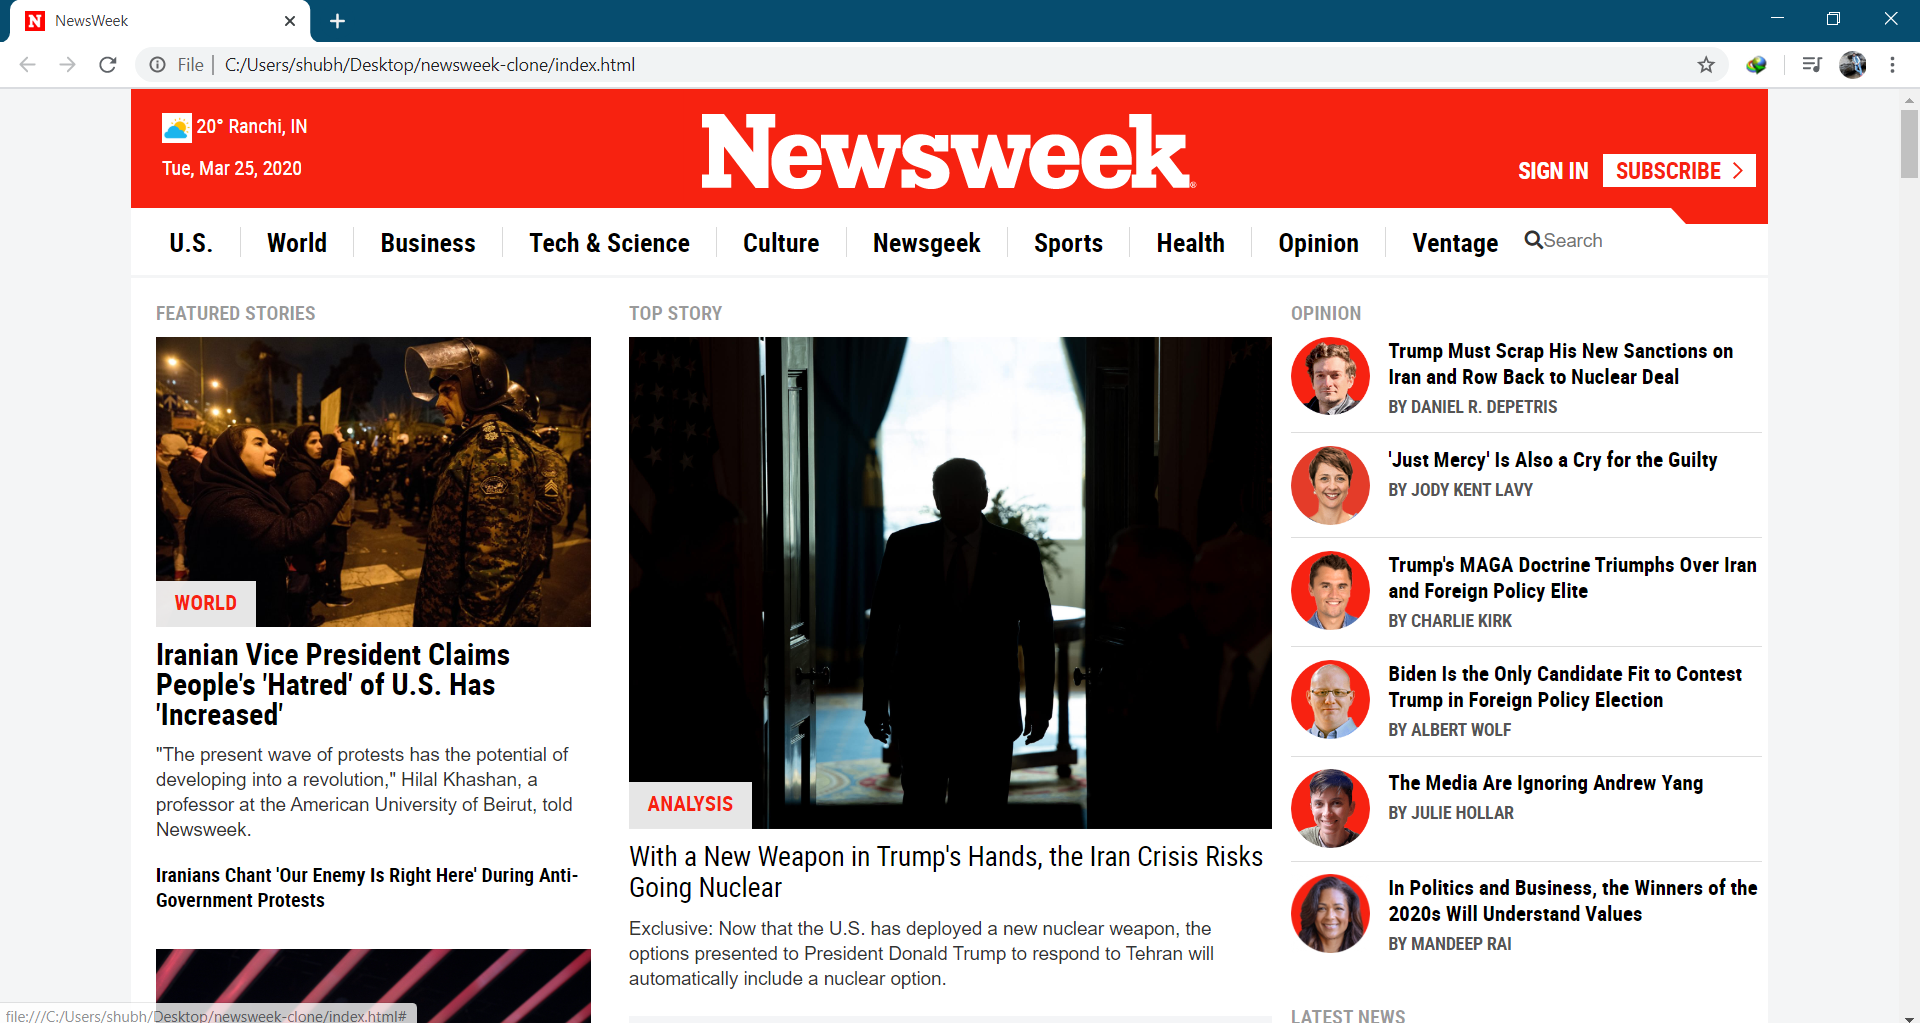 NewsWeek
File
C:/Users/shubh/Desktop/newsweek-clone/index.html
20° Ranchi, IN
Tue, Mar 25, 2020
Newsweek®
SIGN IN
SUBSCRIBE
U.S.
World
Business
Tech & Science
Culture
Newsgeek
Sports
Health
Opinion
Ventage
Search
FEATURED STORIES
WORLD
Iranian Vice President Claims
People's 'Hatred' of U.S. Has
'Increased'
"The present wave of protests has the potential of
developing into a revolution," Hilal Khashan, a
professor at the American University of Beirut, told
Newsweek.
Iranians Chant 'Our Enemy Is Right Here' During Anti-
Government Protests
TOP STORY
ANALYSIS
With a New Weapon in Trump's Hands, the Iran Crisis Risks
Going Nuclear
Exclusive: Now that the U.S. has deployed a new nuclear weapon, the
options presented to President Donald Trump to respond to Tehran will
automatically include a nuclear option.
OPINION
Trump Must Scrap His New Sanctions on
Iran and Row Back to Nuclear Deal
BY DANIEL R. DEPETRIS
'Just Mercy' Is Also a Cry for the Guilty
BY JODY KENT LAVY
Trump's MAGA Doctrine Triumphs Over Iran
and Foreign Policy Elite
BY CHARLIE KIRK
Biden Is the Only Candidate Fit to Contest
Trump in Foreign Policy Election
BY ALBERT WOLF
The Media Are Ignoring Andrew Yang
BY JULIE HOLLAR
In Politics and Business, the Winners of the
2020s Will Understand Values
BY MANDEEP RAI
LATEST NEWS
file:///C:/Users/shubh/Desktop/newsweek-clone/index.html#